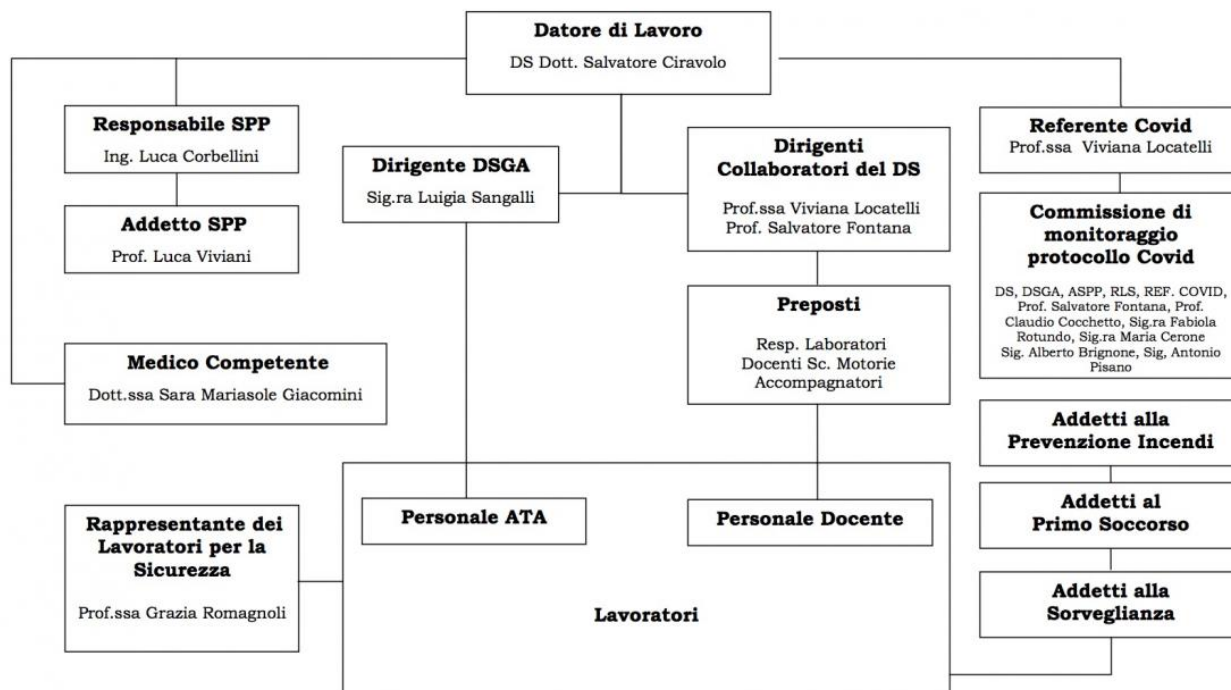 Datore di Lavoro
DS Dott. Salvatore Ciravolo
Responsabile SPP
Ing. Luca Corbellini
Addetto SPP
Prof. Luca Viviani
Medico Competente
Dott.ssa Sara Mariasole Giacomini
Dirigente DSGA
Sig.ra Luigia Sangalli
Dirigenti
Collaboratori del DS
Prof.ssa Viviana Locatelli
Prof. Salvatore Fontana
Preposti
Resp. Laboratori
Docenti Sc. Motorie
Accompagnatori
Referente Covid
Prof.ssa Viviana Locatelli
Commissione di
monitoraggio
protocollo Covid
DS, DSGA, ASPP, RLS, REF. COVID,
Prof. Salvatore Fontana, Prof.
Claudio Cocchetto, Sig.ra Fabiola
Rotundo, Sig.ra Maria Cerone
Sig. Alberto Brignone, Sig, Antonio
Pisano
Addetti alla
Prevenzione Incendi
Addetti al
Primo Soccorso
Addetti alla
Sorveglianza
Rappresentante dei
Lavoratori per la
Sicurezza
Prof.ssa Grazia Romagnoli
Personale ATA
Personale Docente
Lavoratori